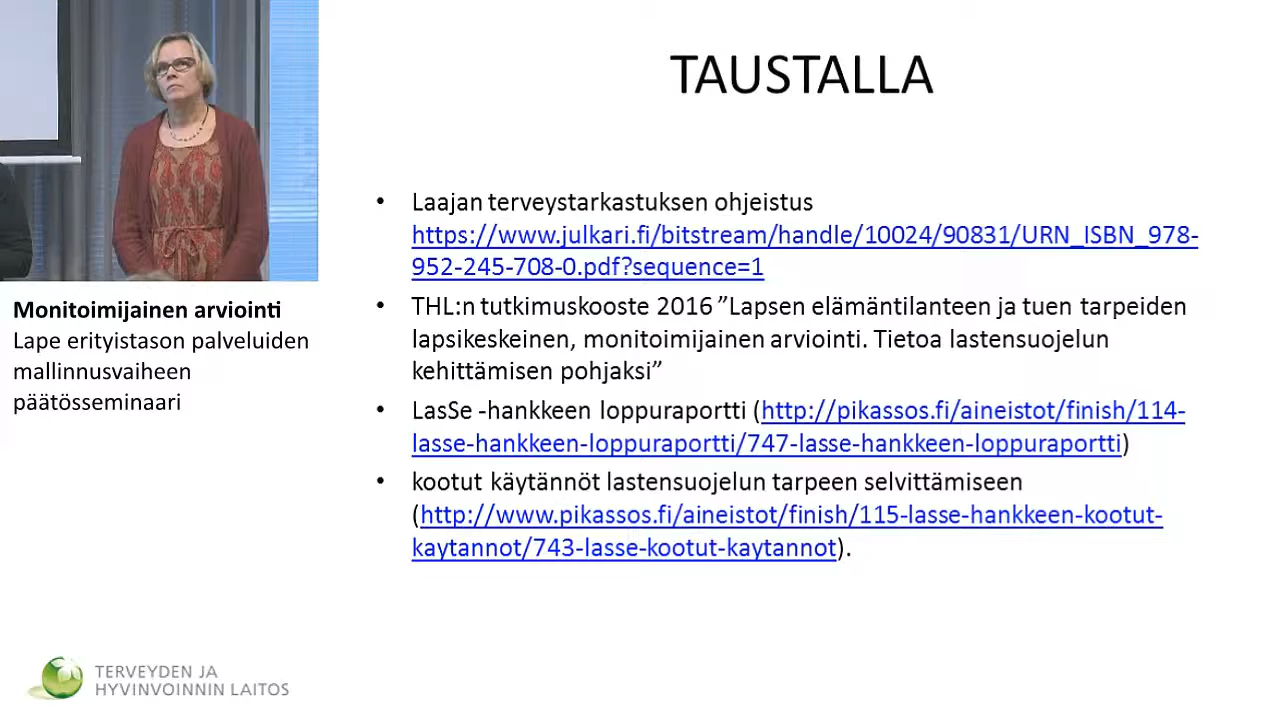 TAUSTALLA
• Laajan terveystarkastuksen ohjeistus
https://www.julkari.fi/bitstream/handle/10024/90831/URN_ISBN_978-
952-245-708-0.pdf?sequence=1
• THL:n tutkimuskooste 2016 ”Lapsen elämäntilanteen ja tuen tarpeiden
lapsikeskeinen, monitoimijainen arviointi. Tietoa lastensuojelun
kehittämisen pohjaksi”
• LasSe -hankkeen loppuraportti (http://pikassos.fi/aineistot/finish/114-
lasse-hankkeen-loppuraportti/747-lasse-hankkeen-loppuraportti)
• kootut käytännöt lastensuojelun tarpeen selvittämiseen
(http://www.pikassos.fi/aineistot/finish/115-lasse-hankkeen-kootut-
kaytannot/743-lasse-kootut-kaytannot).
Monitoimijainen arviointi
Lape erityistason palveluiden
mallinnusvaiheen
päätösseminaari
TERVEYDEN JA
HYVINVOINNIN LAITOS